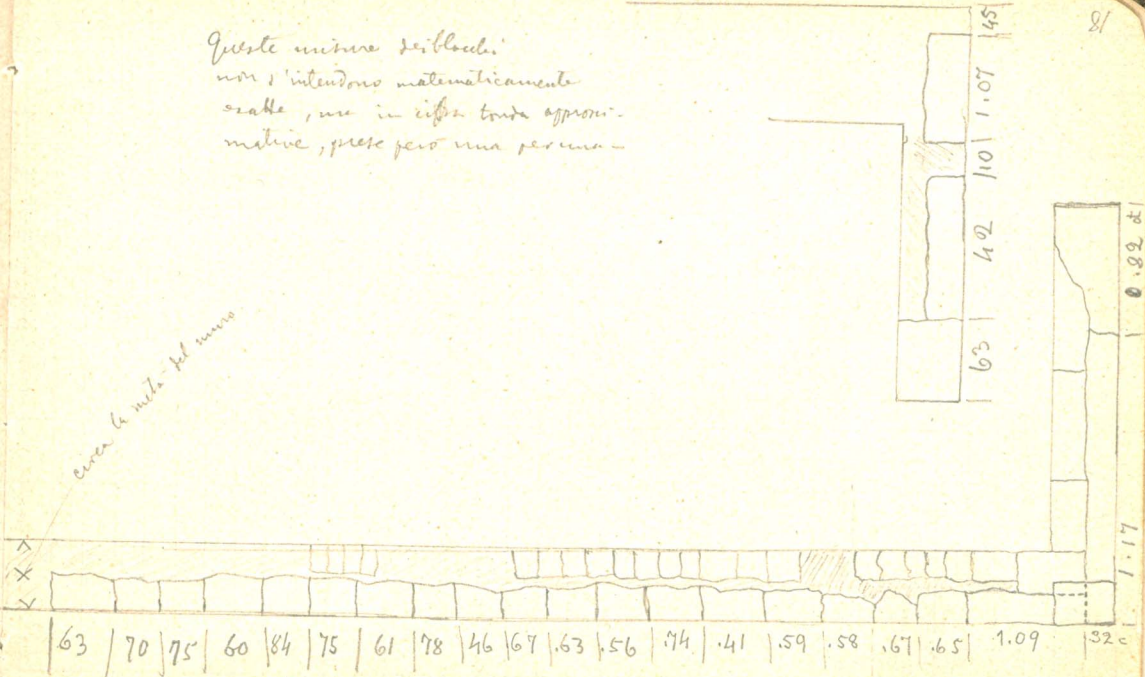 81
Queste misure dei blocchi
non s'intendono matematicamente
esatte, ma in cifra tonda approssi-
mative, prese però una per una -
45
1.07
10
42
63
0.82
1.17
circa la metà del muro
63 70 75 60 84 75 61 78 46 67 .63 .56 .74 .41 .59 .58 .67 .65 1.09 32 c